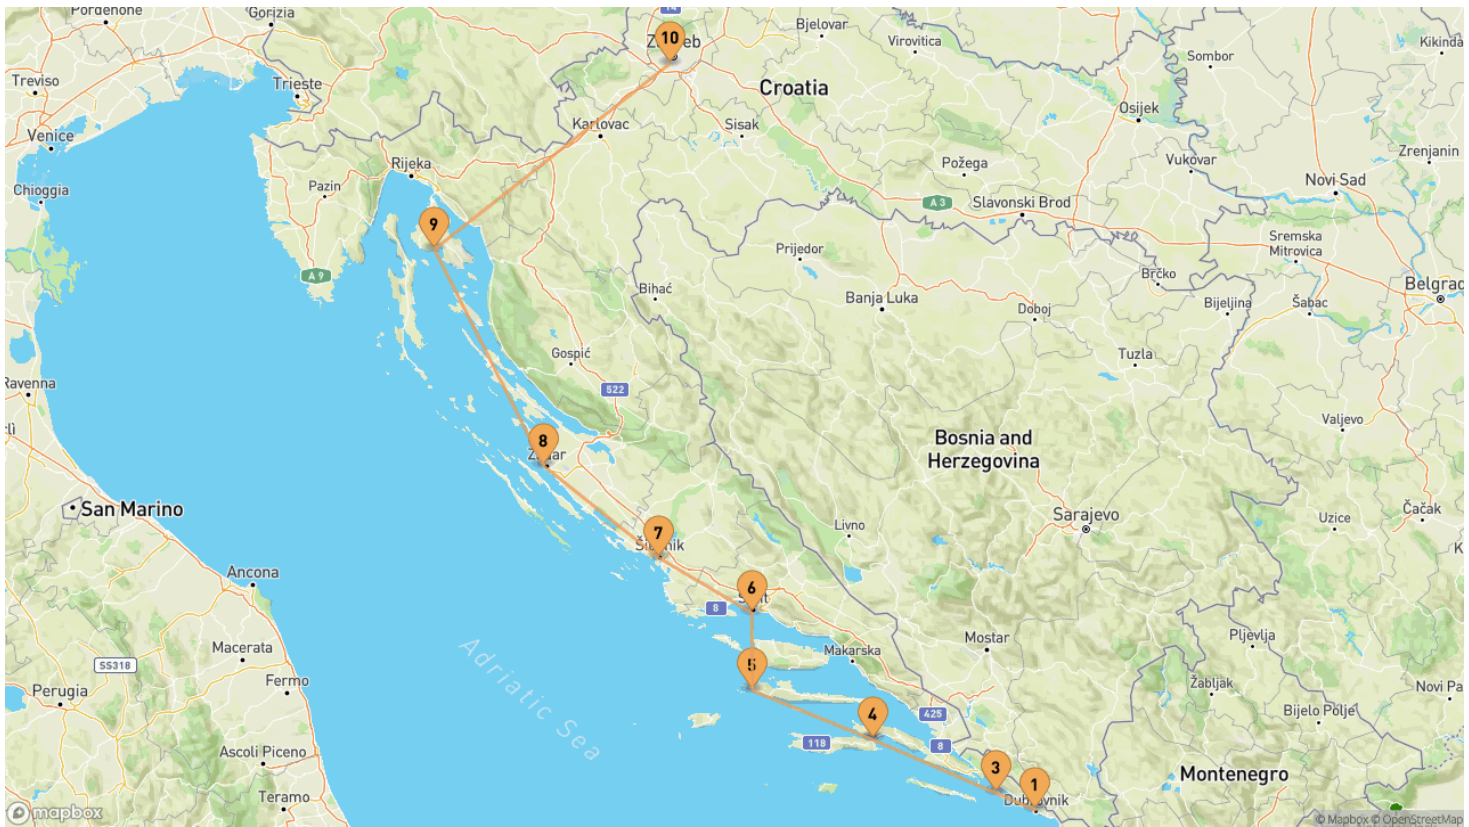 Pordenone
Gorizia
14
Bjelovar
Virovitica
Kikinda
Sombor
10
Treviso
Trieste
Croatia
Osijek
Venice
Karlovac
Sisak
Zrenjanin
Rijeka
Požega
Vukovar
Chioggia
Pazin
Novi Sad
A 3
Slavonski Brod
9
Sremska
Mitrovica
Prijedor
A 9
Brčko
Bihać
Banja Luka
Doboj
Bijeljina
Šabac
Belgrad
Gospić
Tuzla
Ravenna
522
Valjevo
8
Bosnia and
Herzegovina
San Marino
Sarajevo
Čačak
Uzice
Livno
7
Ancona
6
8
Adriatic Sea
Mostar
Pljevlja
Macerata
Makarska
SS318
5
Fermo
Žabljak
Novi Pa
Perugia
4
425
Bijelo Polje
118
8
Ascoli Piceno
3
1
Montenegro
Teramo
mapbox
© Mapbox © OpenStreetMap